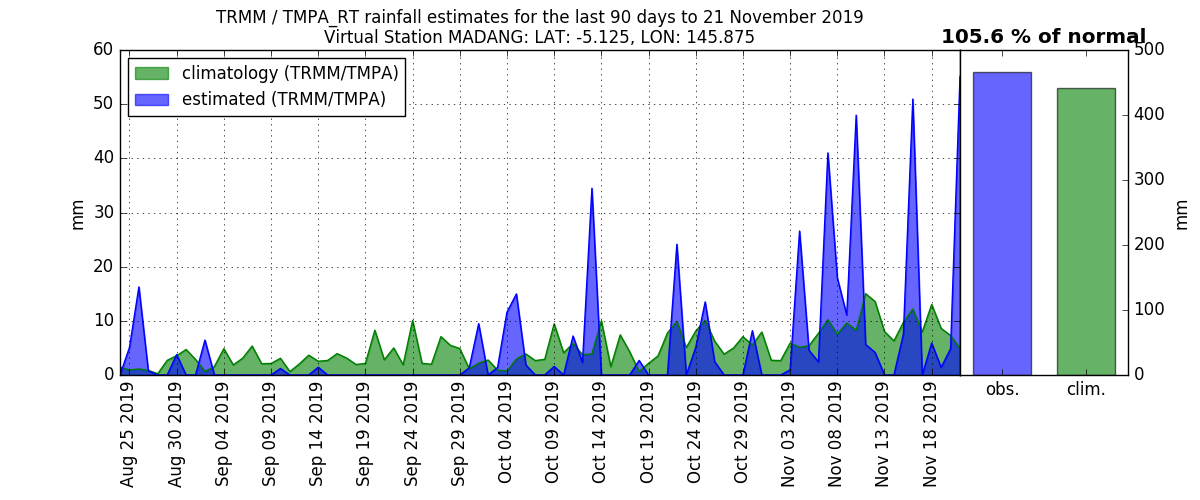 TRMM / TMPA_RT rainfall estimates for the last 90 days to 21 November 2019
Virtual Station MADANG: LAT: -5.125, LON: 145.875
105.6 % of normal
climatology (TRMM/TMPA)
estimated (TRMM/TMPA)
60
50
40
30
20
10
0
mm
Aug 25 2019
Aug 30 2019
Sep 04 2019
Sep 09 2019
Sep 14 2019
Sep 19 2019
Sep 24 2019
Sep 29 2019
Oct 04 2019
Oct 09 2019
Oct 14 2019
Oct 19 2019
Oct 24 2019
Oct 29 2019
Nov 03 2019
Nov 08 2019
Nov 13 2019
Nov 18 2019
obs.
clim.
500
400
300
200
100
0
mm